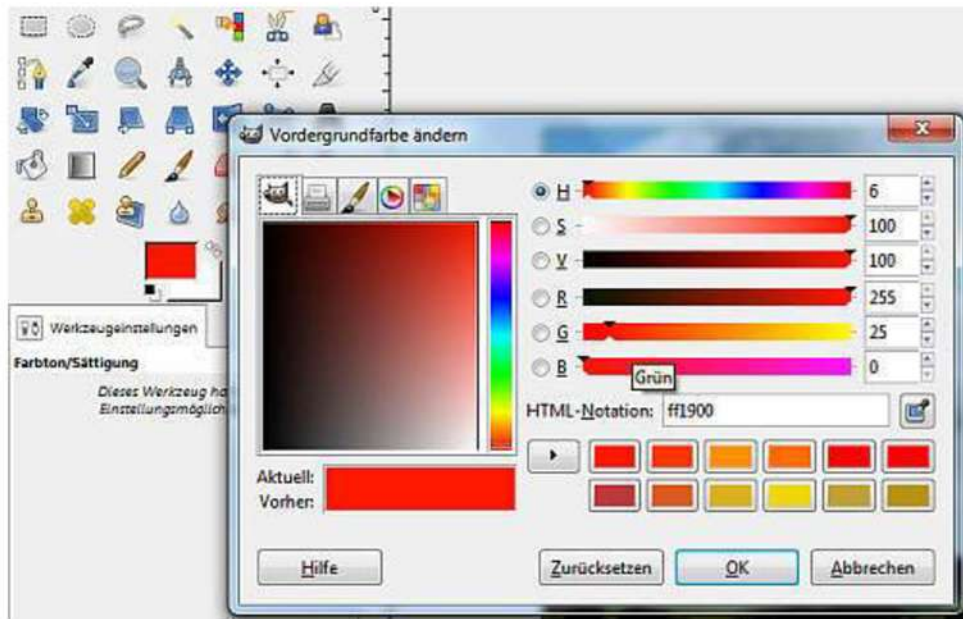 Vordergrundfarbe ändern
H 6
S 100
V 100
R 255
G 25
B 0
Grün
HTML-Notation: ff1900
Aktuell:
Vorher:
Hilfe
Zurücksetzen
OK
Abbrechen
Werkzeugeinstellungen
Farbton/Sättigung
Dieses Werkzeug
Einstellungsmöglich